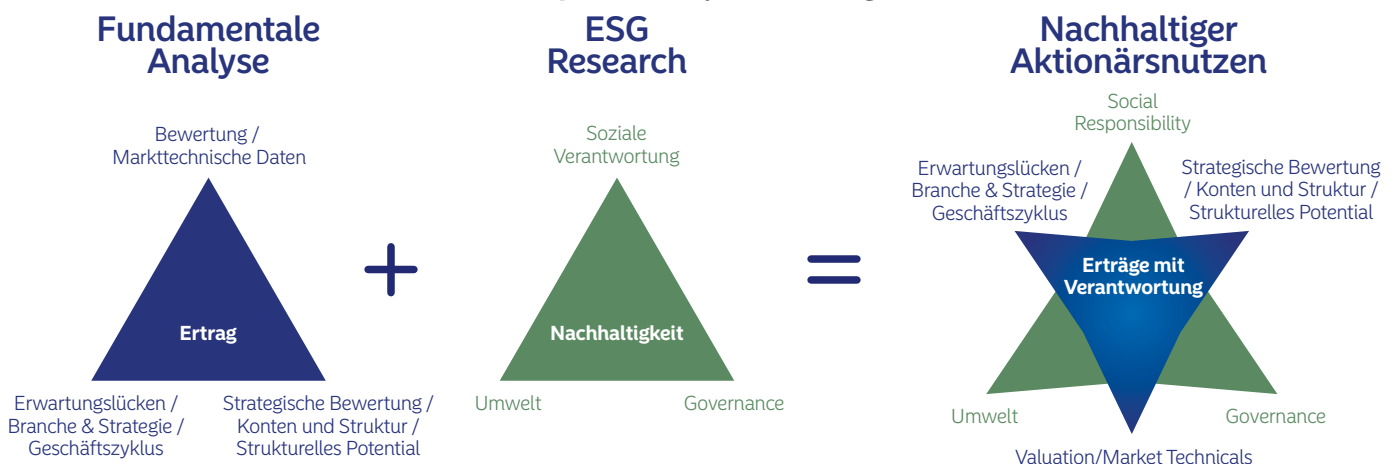 Fundamentale
Analyse
Bewertung /
Markttechnische Daten
Ertrag
Erwartungslücken /
Branche & Strategie /
Geschäftszyklus
Strategische Bewertung /
Konten und Struktur /
Strukturelles Potential
+
ESG
Research
Soziale
Verantwortung
Nachhaltigkeit
Umwelt
Governance
=
Nachhaltiger
Aktionärsnutzen
Social
Responsibility
Erwartungslücken /
Branche & Strategie /
Geschäftszyklus
Strategische Bewertung
/ Konten und Struktur /
Strukturelles Potential
Erträge mit
Verantwortung
Umwelt
Governance
Valuation/Market Technicals